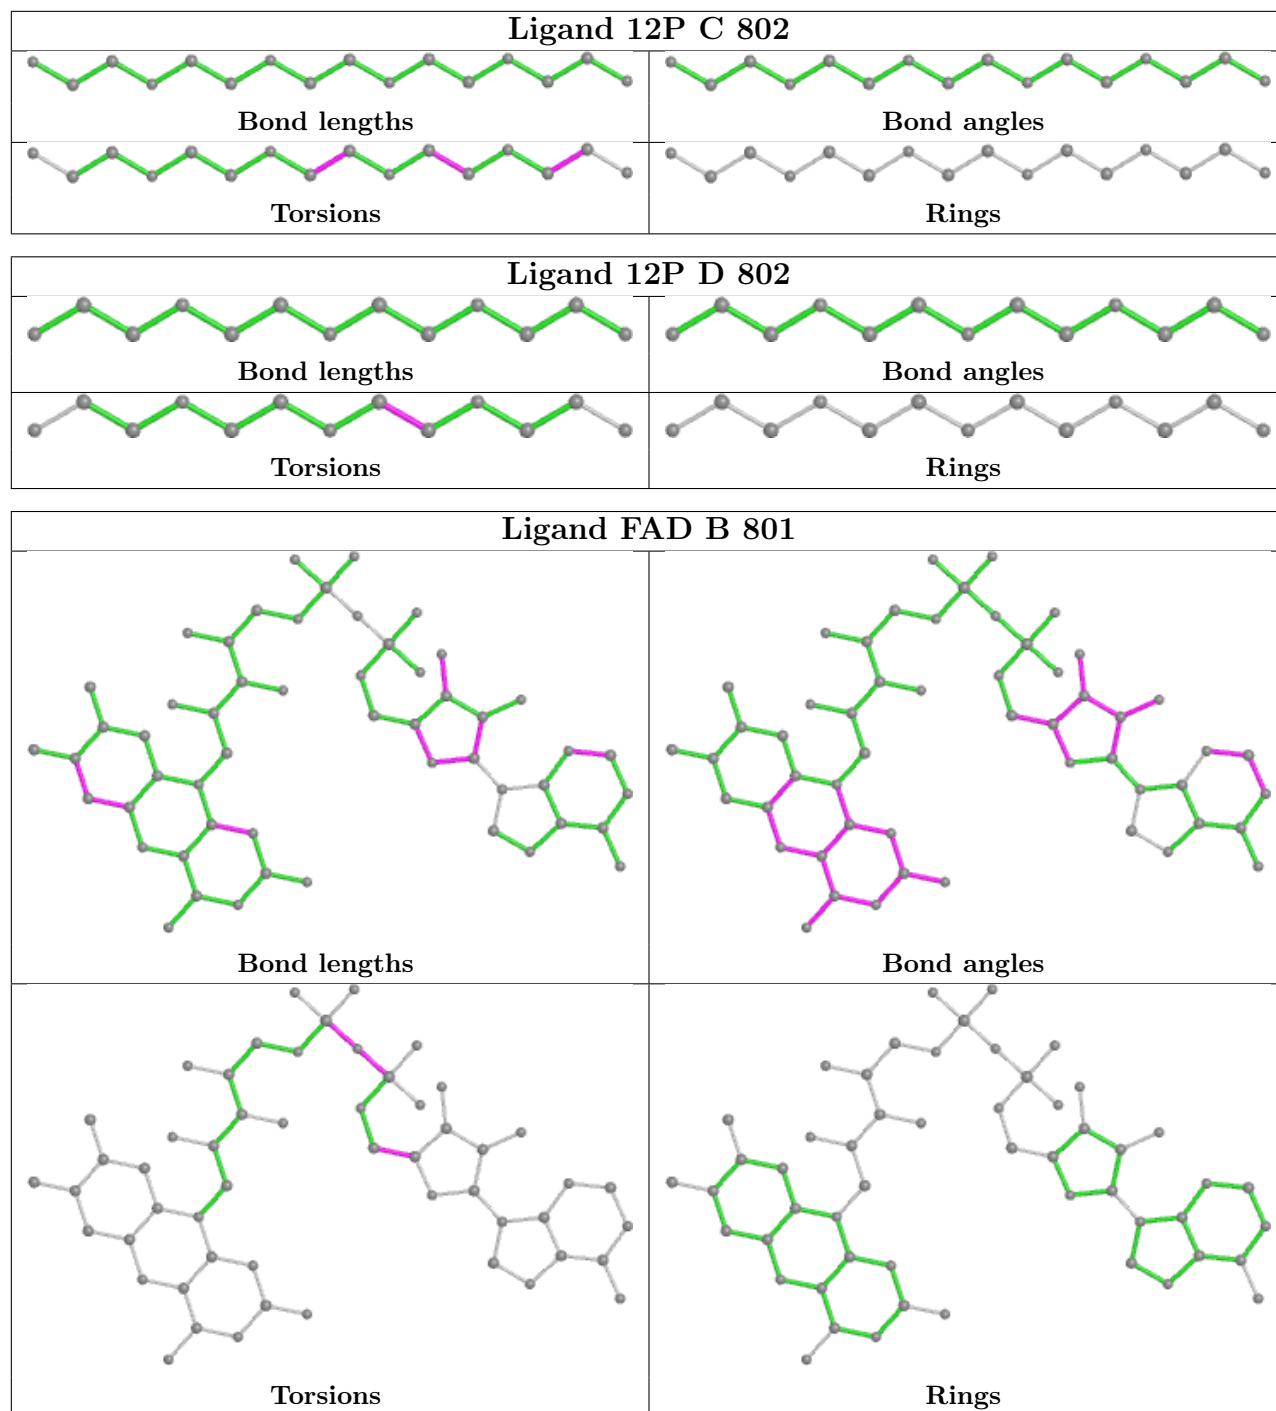 Ligand 12P C 802
Bond lengths
Bond angles
Torsions
Rings
Ligand 12P D 802
Bond lengths
Bond angles
Torsions
Rings
Ligand FAD B 801
Bond lengths
Bond angles
Torsions
Rings